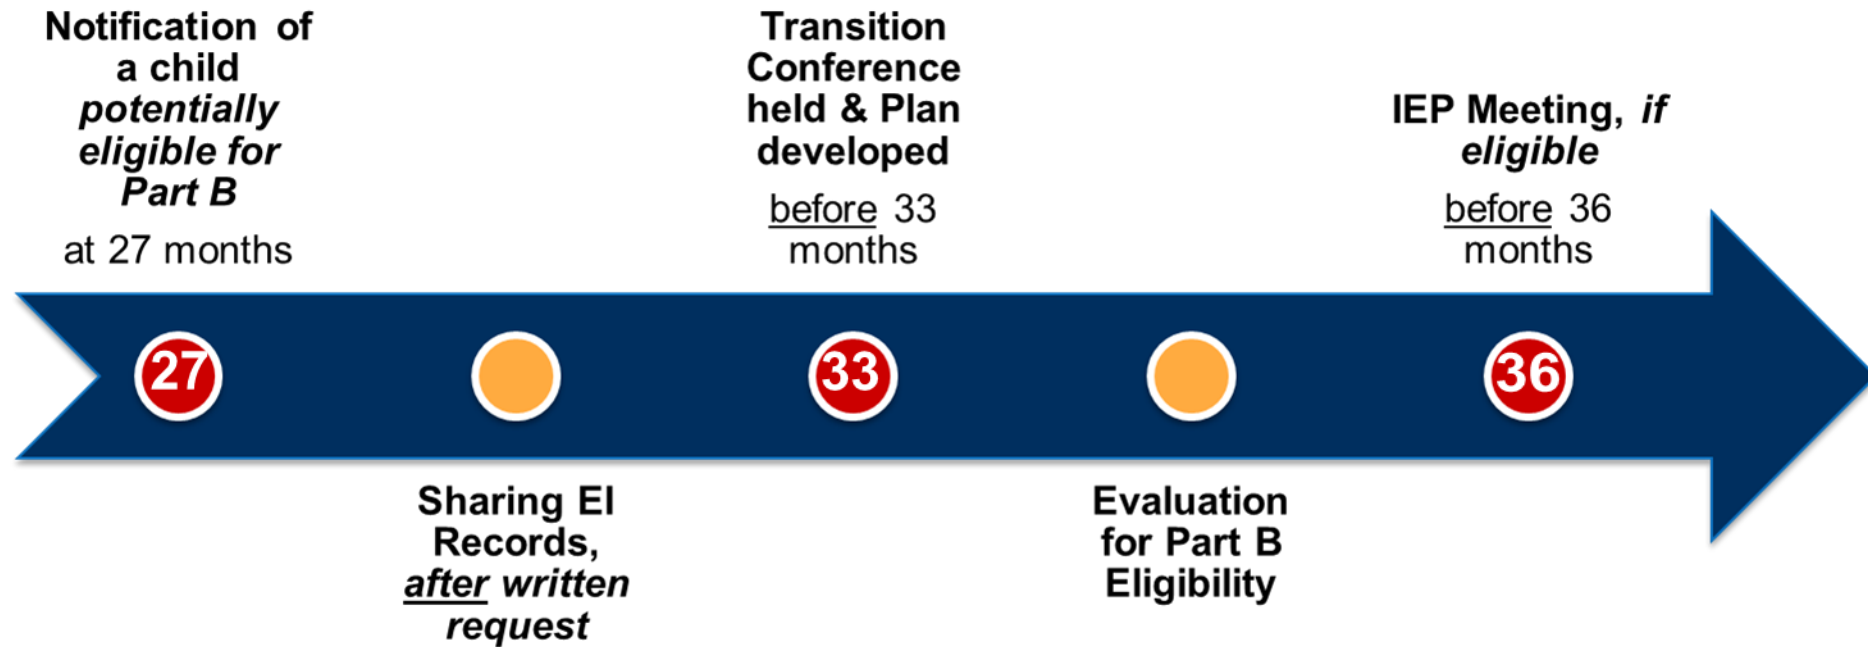 Notification of
a child
potentially
eligible for
Part B
at 27 months
Transition
Conference
held & Plan
developed
before 33
months
IEP Meeting, if
eligible
before 36
months
27
33
36
Sharing EI
Records,
after written
request
Evaluation
for Part B
Eligibility